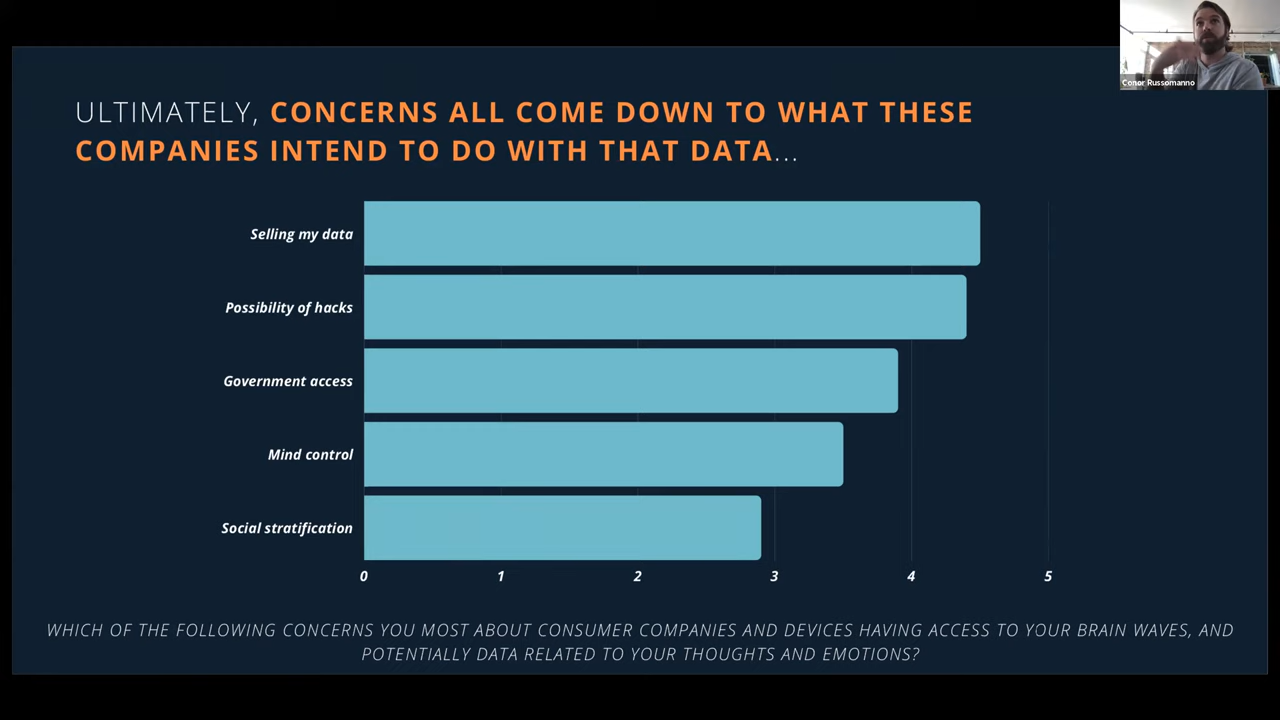 Conor Russomanno
ULTIMATELY, CONCERNS ALL COME DOWN TO WHAT THESE
COMPANIES INTEND TO DO WITH THAT DATA...
Selling my data
Possibility of hacks
Government access
Mind control
Social stratification
0 1 2 3 4 5
WHICH OF THE FOLLOWING CONCERNS YOU MOST ABOUT CONSUMER COMPANIES AND DEVICES HAVING ACCESS TO YOUR BRAIN WAVES, AND
POTENTIALLY DATA RELATED TO YOUR THOUGHTS AND EMOTIONS?